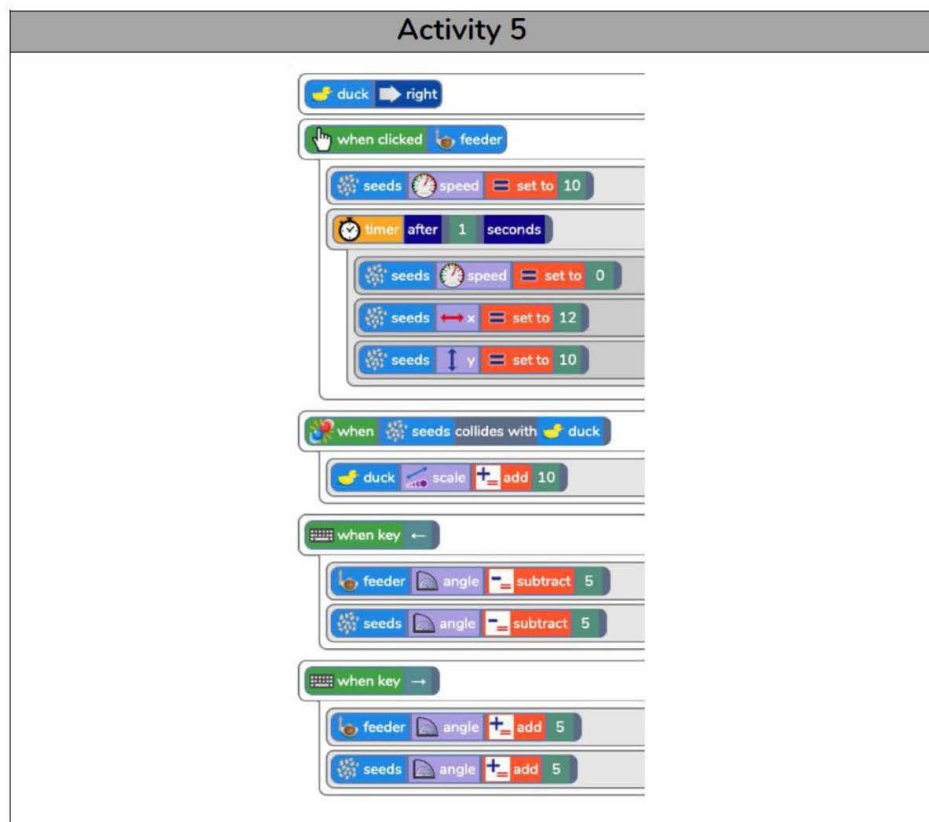 Activity 5
duck right
when clicked feeder
seeds speed = set to 10
timer after 1 seconds
seeds speed = set to 0
seeds x = set to 12
seeds y = set to 10
when seeds collides with duck
duck scale += add 10
when key ←
feeder angle -= subtract 5
seeds angle -= subtract 5
when key →
feeder angle += add 5
seeds angle += add 5